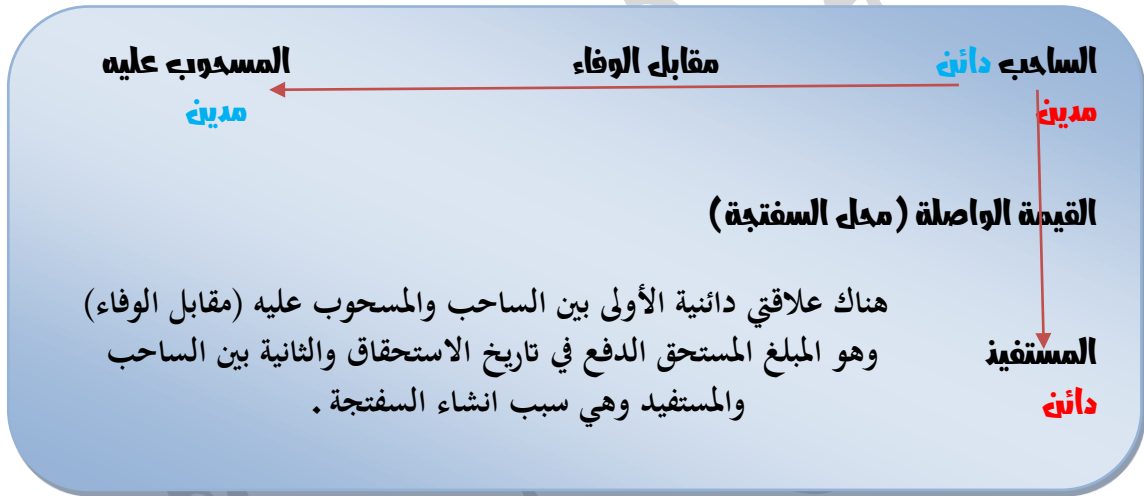 الساحب دائن مقابل الوفاء المسحوب عليه
مدين مدين
القيمة الواصلة (محل السفتجة)
هناك علاقتي دائنية الأولى بين الساحب والمسحوب عليه (مقابل الوفاء)
المستفيذ وهو المبلغ المستحق الدفع في تاريخ الاستحقاق والثانية بين الساحب
دائن والمستفيد وهي سبب انشاء السفتجة .